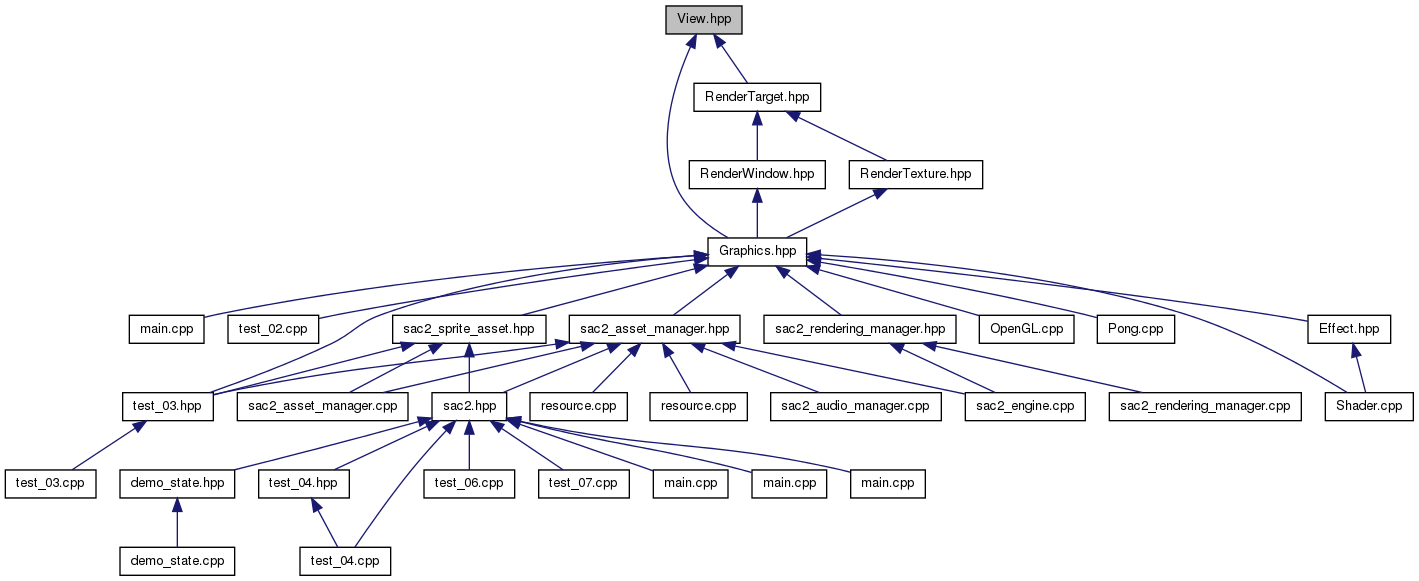 View.hpp
RenderTarget.hpp
RenderWindow.hpp
RenderTexture.hpp
Graphics.hpp
main.cpp
test_02.cpp
sac2_sprite_asset.hpp
sac2_asset_manager.hpp
sac2_rendering_manager.hpp
OpenGL.cpp
Pong.cpp
Effect.hpp
test_03.hpp
sac2_asset_manager.cpp
sac2.hpp
resource.cpp
resource.cpp
sac2_audio_manager.cpp
sac2_engine.cpp
sac2_rendering_manager.cpp
Shader.cpp
test_03.cpp
demo_state.hpp
test_04.hpp
test_06.cpp
test_07.cpp
main.cpp
main.cpp
main.cpp
demo_state.cpp
test_04.cpp